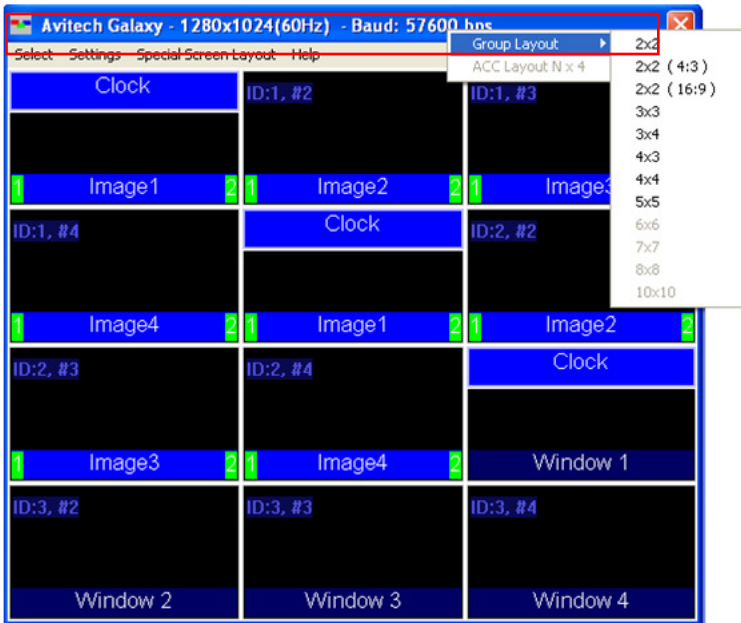 Avitech Galaxy - 1280x1024(60Hz) - Baud: 57600 bps
Select Settings Special Screen Layout Help
Group Layout
ACC Layout N x 4
2x2
2x2 ( 4:3 )
2x2 ( 16:9 )
3x3
3x4
4x3
4x4
5x5
6x6
7x7
8x8
10x10
Clock
ID:1, #2
ID:1, #3
1 Image1 2
1 Image2 2
1 Image3
ID:1, #4
Clock
ID:2, #2
1 Image4 2
1 Image1 2
1 Image2 2
ID:2, #3
ID:2, #4
Clock
1 Image3 2
1 Image4 2
Window 1
ID:3, #2
ID:3, #3
ID:3, #4
Window 2
Window 3
Window 4